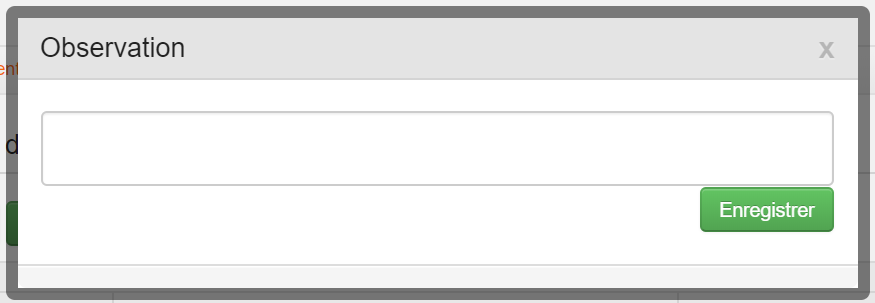 Observation
x
Enregistrer